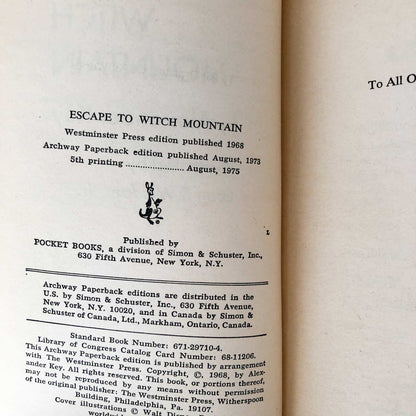 ESCAPE TO WITCH MOUNTAIN
Westminster Press edition published 1968
Archway Paperback edition published August, 1973
5th printing ...................... August, 1975
L
Published by
POCKET BOOKS, a division of Simon & Schuster, Inc.,
630 Fifth Avenue, New York, N.Y.
Archway Paperback editions are distributed in the
U.S. by Simon & Schuster, Inc., 630 Fifth Avenue,
New York, N.Y. 10020, and in Canada by Simon &
Schuster of Canada, Ltd., Markham, Ontario, Canada.
Standard Book Number: 671-29710-4.
Library of Congress Catalog Card Number: 68-11206.
This Archway Paperback edition is published by arrangement
with The Westminster Press. Copyright, ©, 1968, by Alex-
ander Key. All rights reserved. This book, or portions thereof,
may not be reproduced by any means without permission
of the original publisher: The Westminster Press, Witherspoon
Building, Philadelphia, Pa. 19107.
Cover illustrations © Walt
To All O